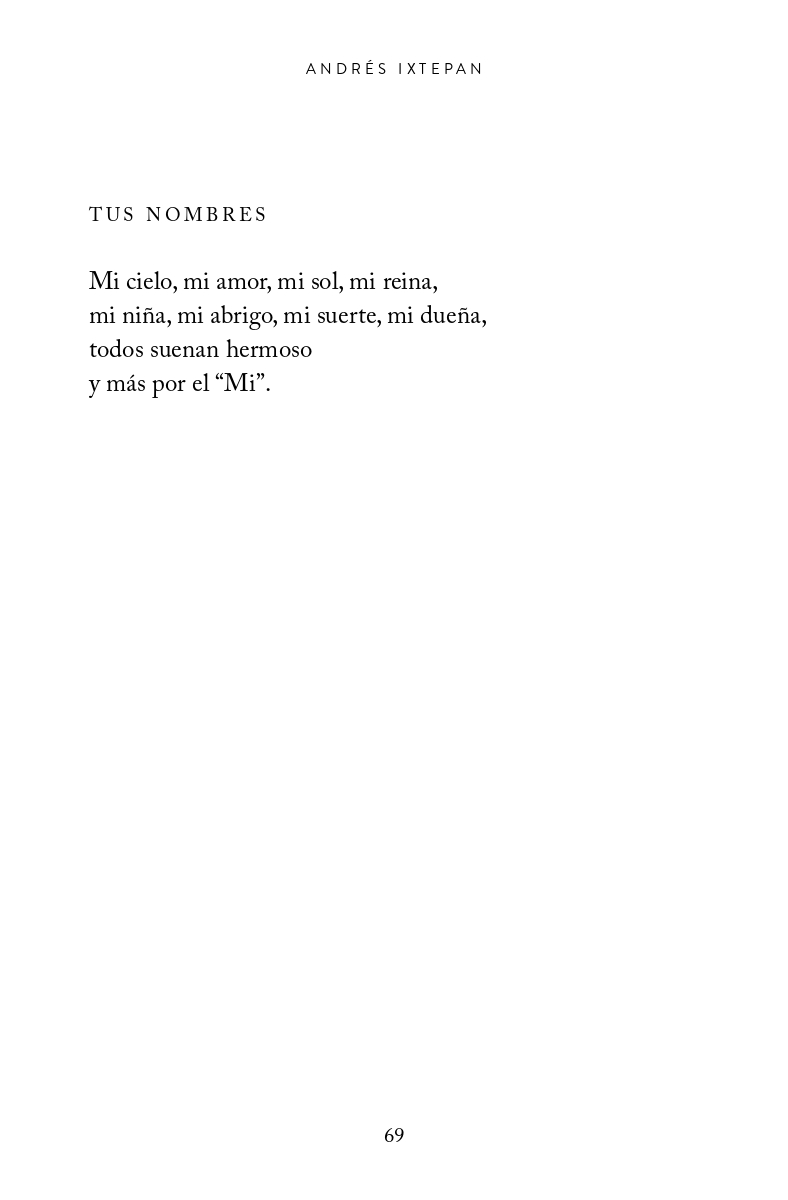 ANDRÉS IXTEPAN
TUS NOMBRES
Mi cielo, mi amor, mi sol, mi reina,
mi niña, mi abrigo, mi suerte, mi dueña,
todos suenan hermoso
y más por el “Mi”.
69